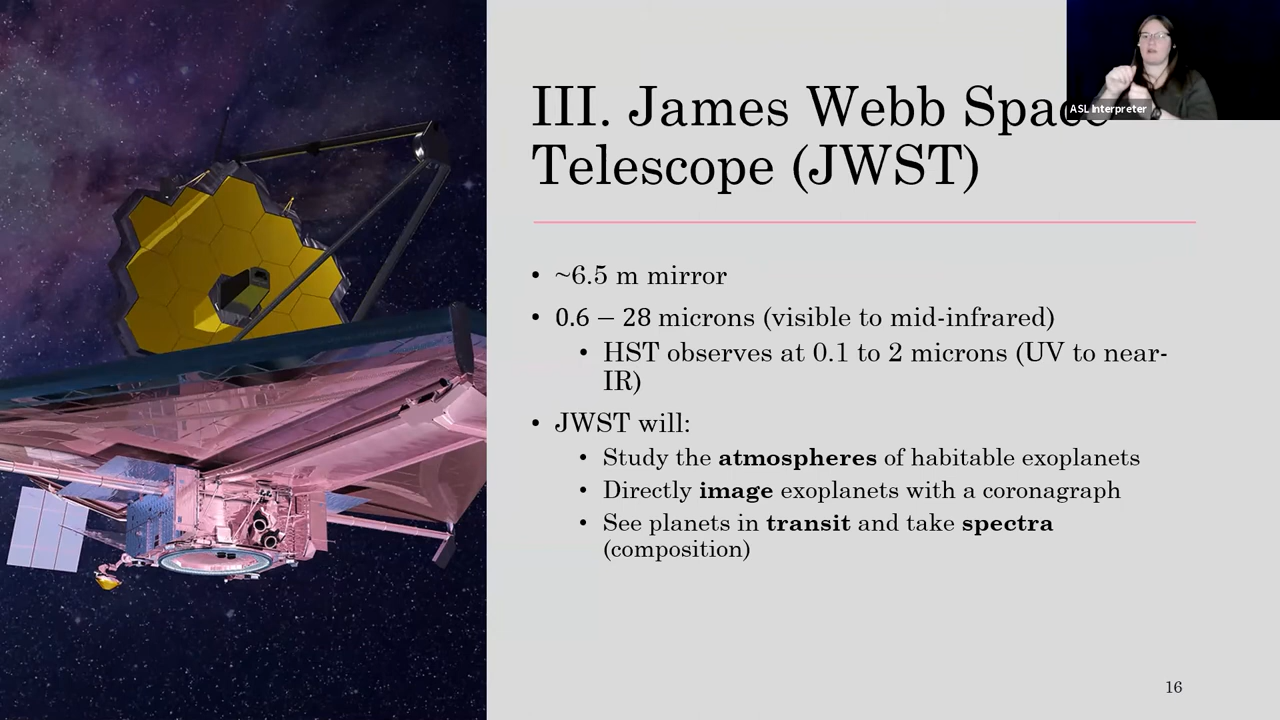 ASL Interpreter
III. James Webb Space
Telescope (JWST)
• ~6.5 m mirror
• 0.6 – 28 microns (visible to mid-infrared)
• HST observes at 0.1 to 2 microns (UV to near-
IR)
• JWST will:
• Study the atmospheres of habitable exoplanets
• Directly image exoplanets with a coronagraph
• See planets in transit and take spectra
(composition)
16